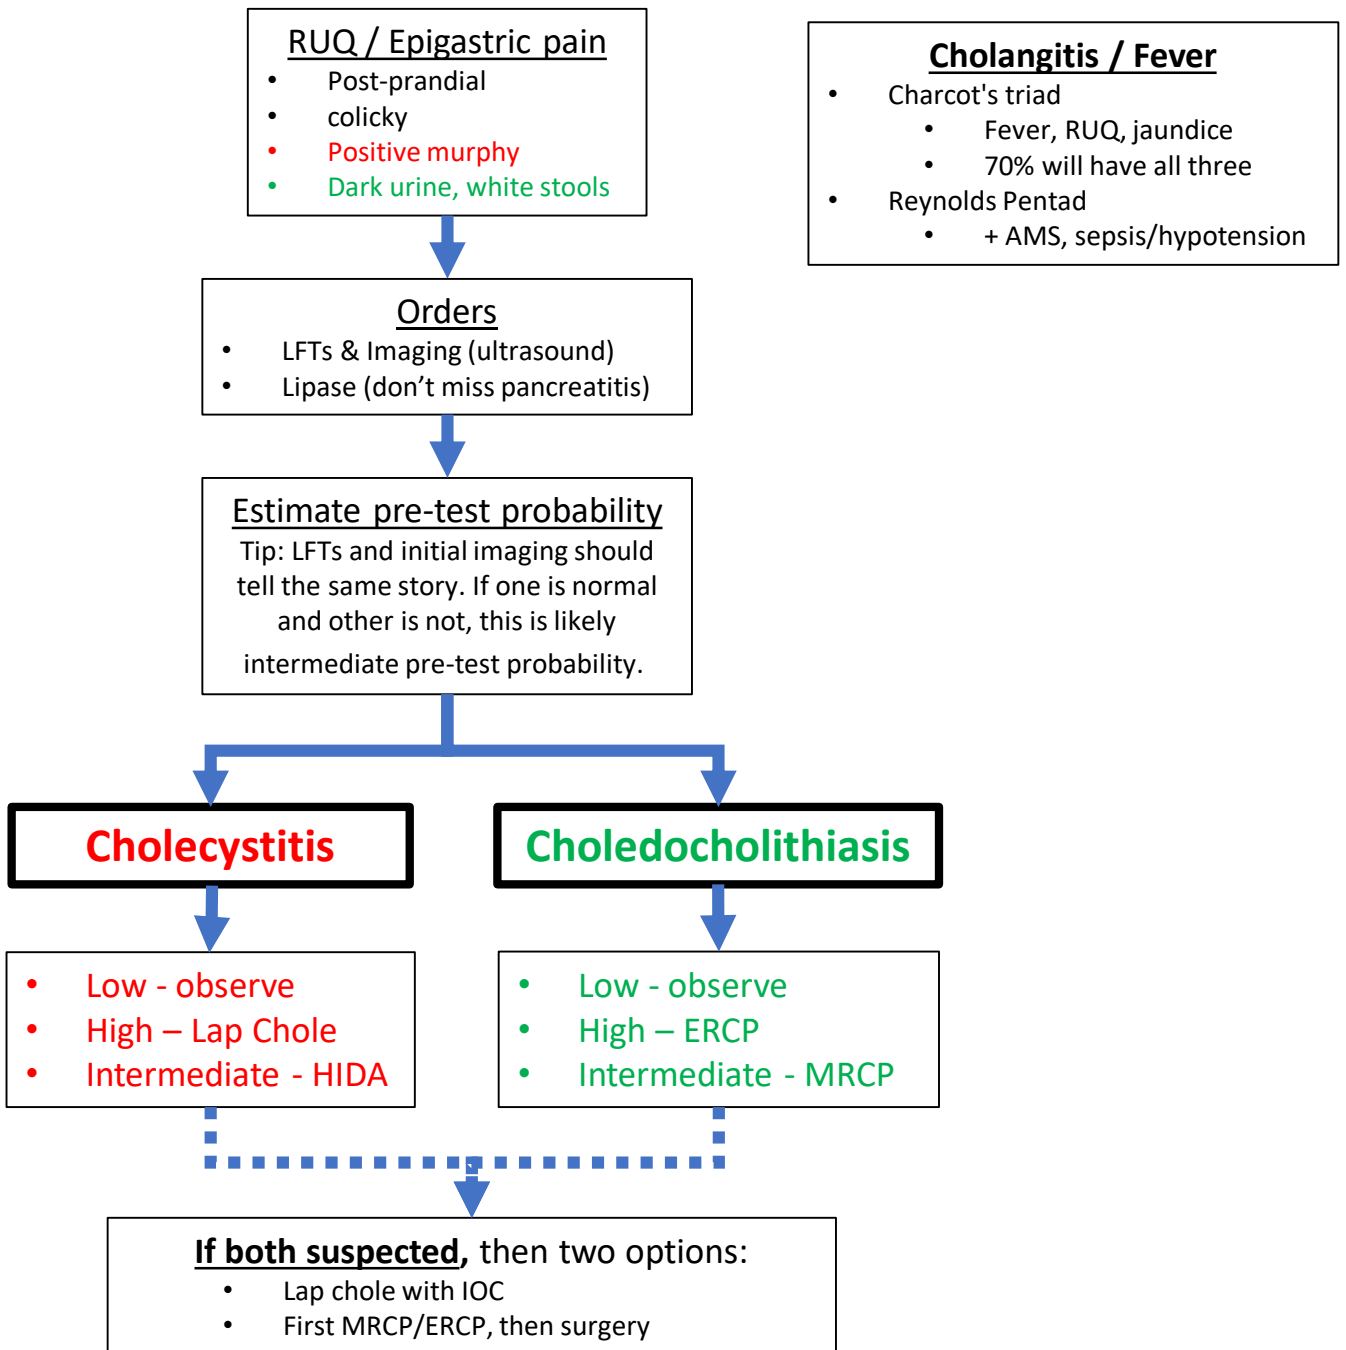 RUQ / Epigastric pain
• Post-prandial
• colicky
• Positive murphy
• Dark urine, white stools
Cholangitis / Fever
• Charcot's triad
• Fever, RUQ, jaundice
• 70% will have all three
• Reynolds Pentad
• + AMS, sepsis/hypotension
Orders
• LFTs & Imaging (ultrasound)
• Lipase (don’t miss pancreatitis)
Estimate pre-test probability
Tip: LFTs and initial imaging should
tell the same story. If one is normal
and other is not, this is likely
intermediate pre-test probability.
Cholecystitis
• Low - observe
• High – Lap Chole
• Intermediate - HIDA
Choledocholithiasis
• Low - observe
• High – ERCP
• Intermediate - MRCP
If both suspected, then two options:
• Lap chole with IOC
• First MRCP/ERCP, then surgery